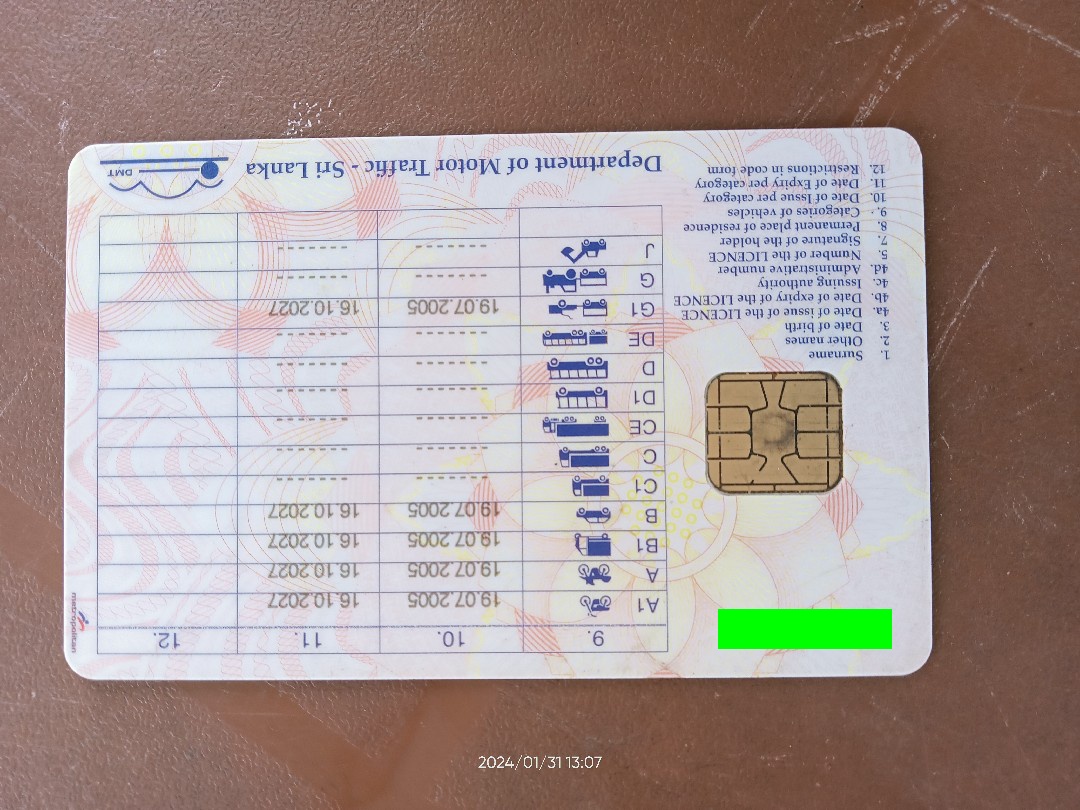 9. 10. 11. 12.
A1 19.07.2005 16.10.2027
A 19.07.2005 16.10.2027
B1 19.07.2005 16.10.2027
B 19.07.2005 16.10.2027
C1 ------- -------
C ------- -------
CE ------- -------
D1 ------- -------
D ------- -------
DE ------- -------
G1 19.07.2005 16.10.2027
G ------- -------
J ------- -------
metropolitan
1. Surname
2. Other names
3. Date of birth
4a. Date of issue of the LICENCE
4b. Date of expiry of the LICENCE
4c. Issuing authority
4d. Administrative number
5. Number of the LICENCE
7. Signature of the holder
8. Permanent place of residence
9. Categories of vehicles
10. Date of Issue per category
11. Date of Expiry per category
12. Restrictions in code form
Department of Motor Traffic - Sri Lanka
DMT
2024/01/31 13:07